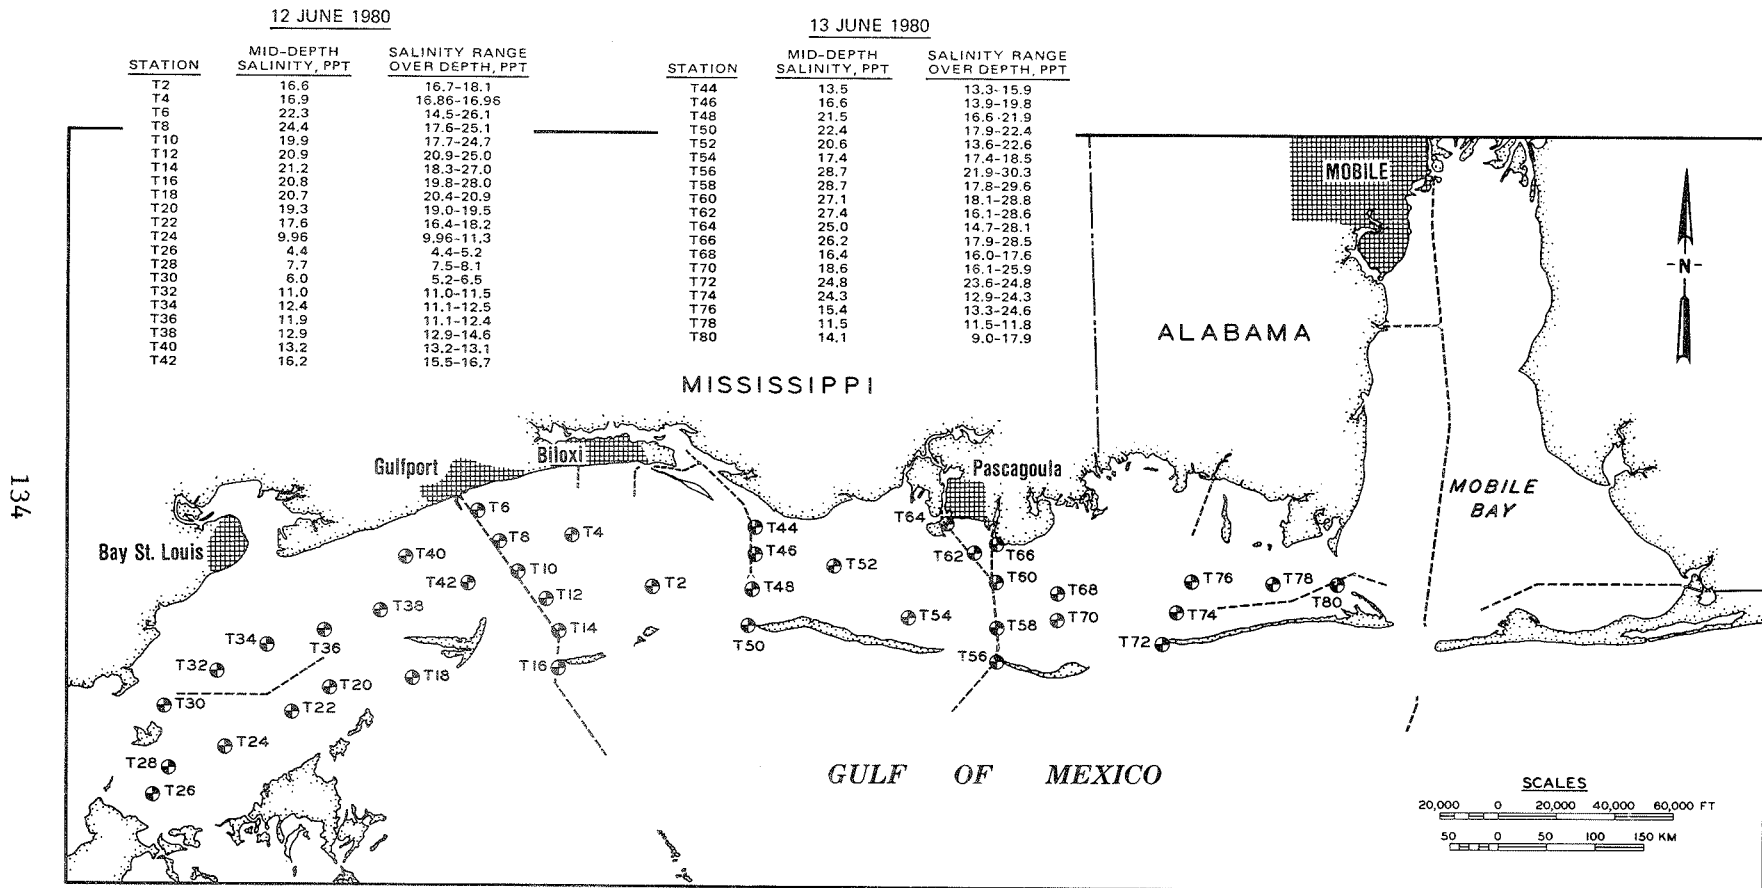 12 JUNE 1980
STATION MID-DEPTH SALINITY, PPT SALINITY RANGE OVER DEPTH, PPT
T2 16.6 16.7-18.1
T4 16.9 16.86-16.96
T6 22.3 14.5-26.1
T8 24.4 17.6-25.1
T10 19.9 17.7-24.7
T12 20.9 20.9-25.0
T14 21.2 18.3-27.0
T16 20.8 19.8-28.0
T18 20.7 20.4-20.9
T20 19.3 19.0-19.5
T22 17.6 16.4-18.2
T24 9.96 9.96-11.3
T26 4.4 4.4-5.2
T28 7.7 7.5-8.1
T30 6.0 5.2-6.5
T32 11.0 11.0-11.5
T34 12.4 11.1-12.5
T36 11.9 11.1-12.4
T38 12.9 12.9-14.6
T40 13.2 13.2-13.1
T42 16.2 15.5-16.7
13 JUNE 1980
STATION MID-DEPTH SALINITY, PPT SALINITY RANGE OVER DEPTH, PPT
T44 13.5 13.3-15.9
T46 16.6 13.9-19.8
T48 21.5 16.6-21.9
T50 22.4 17.9-22.4
T52 20.6 13.6-22.6
T54 17.4 17.4-18.5
T56 28.7 21.9-30.3
T58 28.7 17.8-29.6
T60 27.1 18.1-28.8
T62 27.4 16.1-28.6
T64 25.0 14.7-28.1
T66 26.2 17.9-28.5
T68 16.4 16.0-17.6
T70 18.6 16.1-25.9
T72 24.8 23.6-24.8
T74 24.3 12.9-24.3
T76 15.4 13.3-24.6
T78 11.5 11.5-11.8
T80 14.1 9.0-17.9
MOBILE
-N-
ALABAMA
MISSISSIPPI
Biloxi
Gulfport
Pascagoula
MOBILE
BAY
134
Bay St. Louis
T6
T64
T44
T4
T8
T46
T62
T66
T40
T52
T10
T42
T2
T48
T60
T68
T76
T78
T80
T12
T38
T14
T54
T58
T70
T74
T50
T34
T36
T72
T32
T16
T56
T18
T20
T30
T22
T24
T28
T26
GULF OF MEXICO
SCALES
20,000 0 20,000 40,000 60,000 FT
50 0 50 100 150 KM